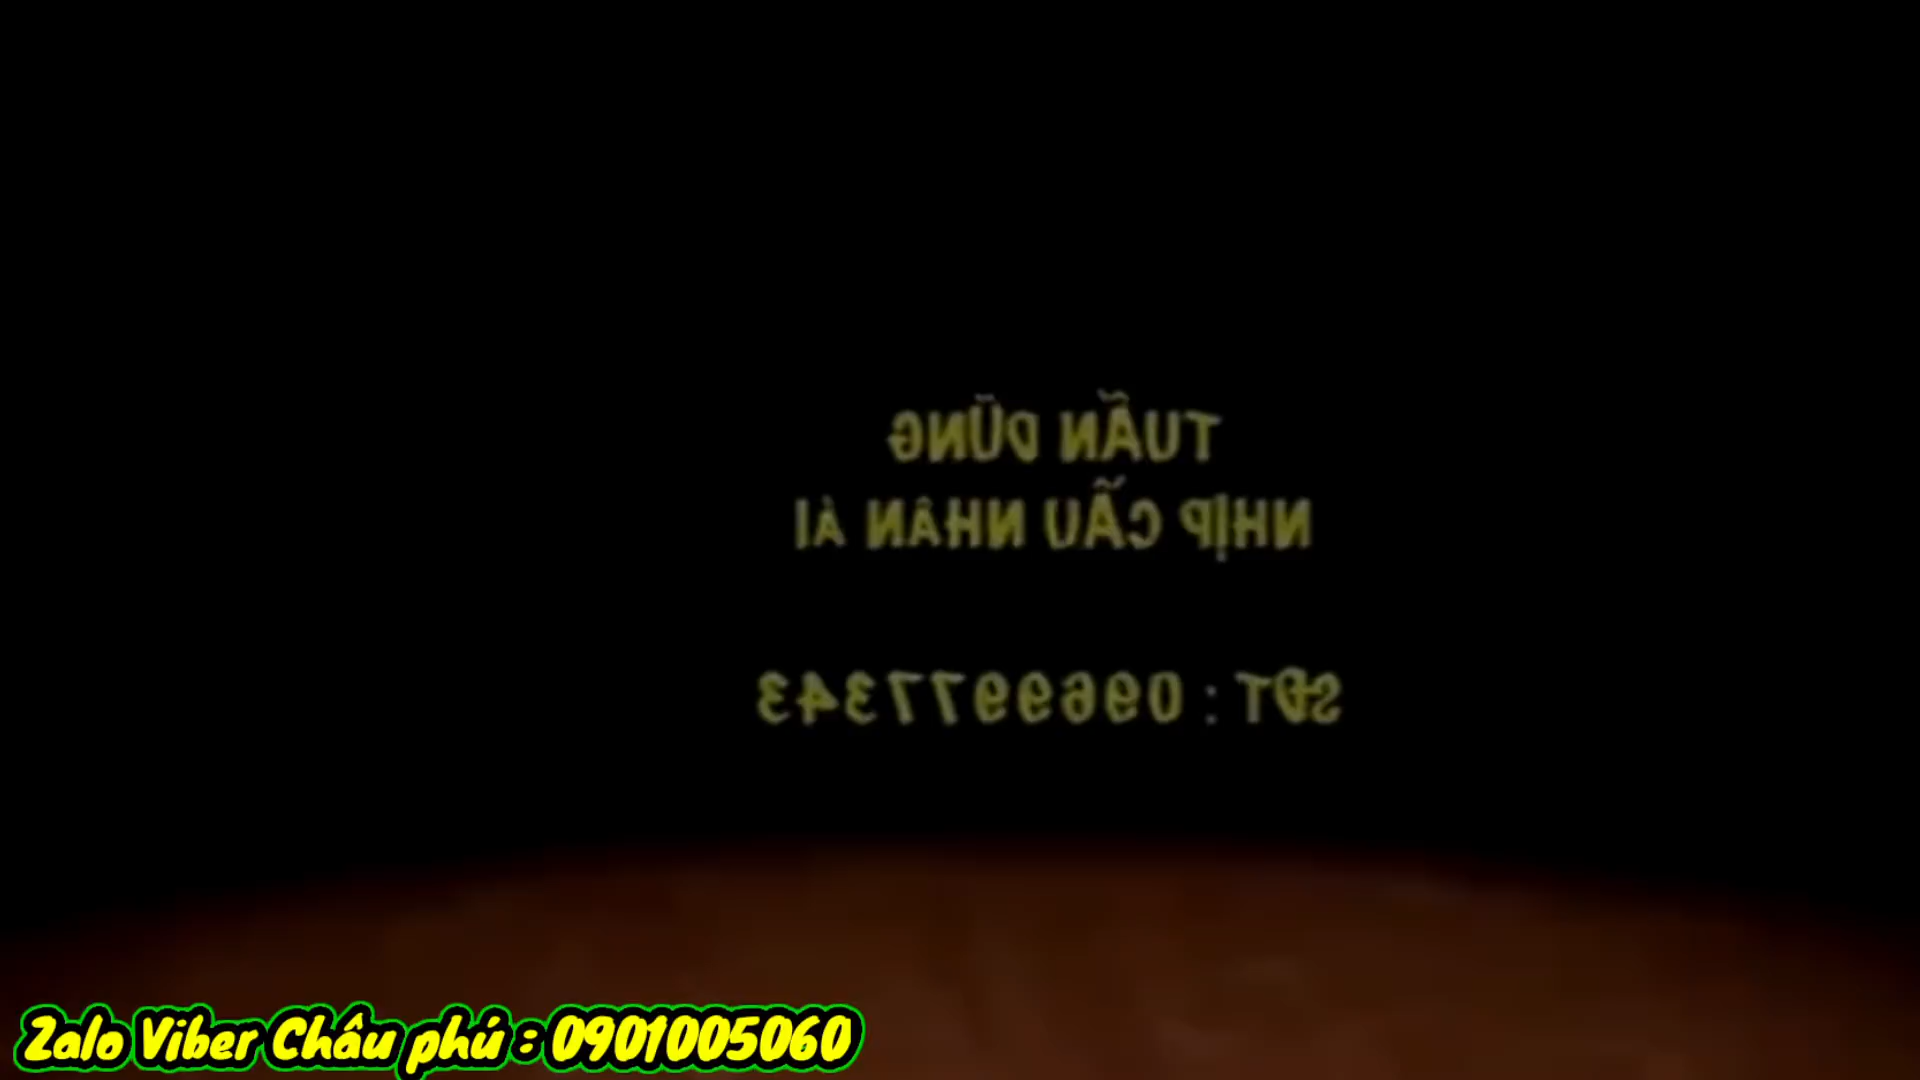 TUẤN DŨNG
NHỊP CẦU NHÂN ÁI
SĐT : 0969977343
Zalo Viber Châu phú : 0901005060